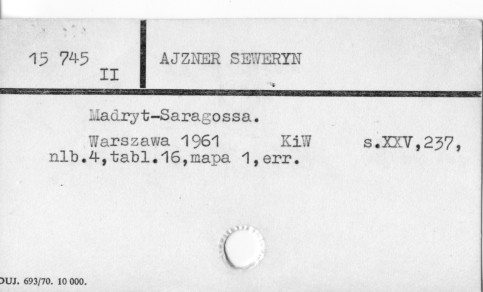 15 745
II
AJZNER SEWERYN
Madryt-Saragossa.
Warszawa 1961 KiW s.XXV,237,
nlb.4,tabl.16,mapa 1,err.
DUJ. 693/70. 10 000.